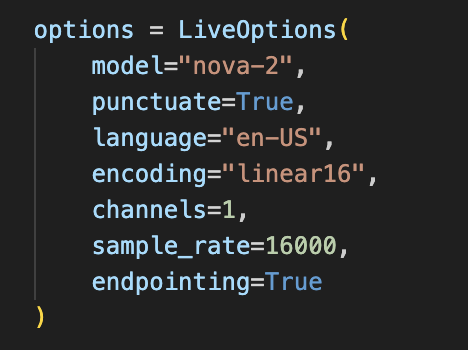 options = LiveOptions(
    model="nova-2",
    punctuate=True,
    language="en-US",
    encoding="linear16",
    channels=1,
    sample_rate=16000,
    endpointing=True
)